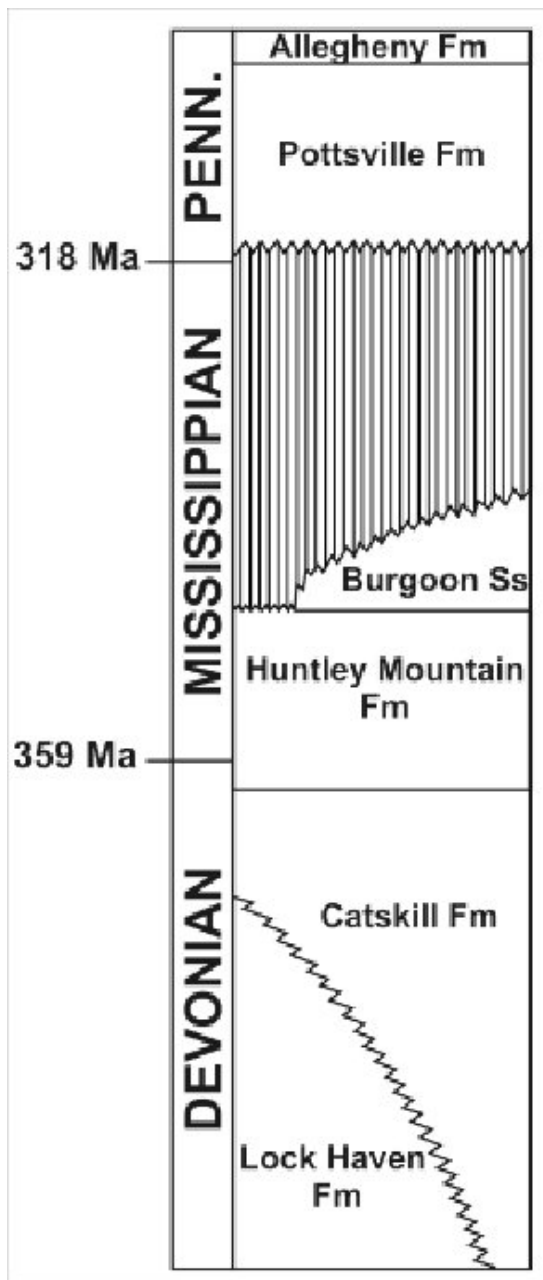 Allegheny Fm
PENN.
Pottsville Fm
318 Ma
MISSISSIPPIAN
Burgoon Ss
Huntley Mountain
Fm
359 Ma
DEVONIAN
Catskill Fm
Lock Haven
Fm